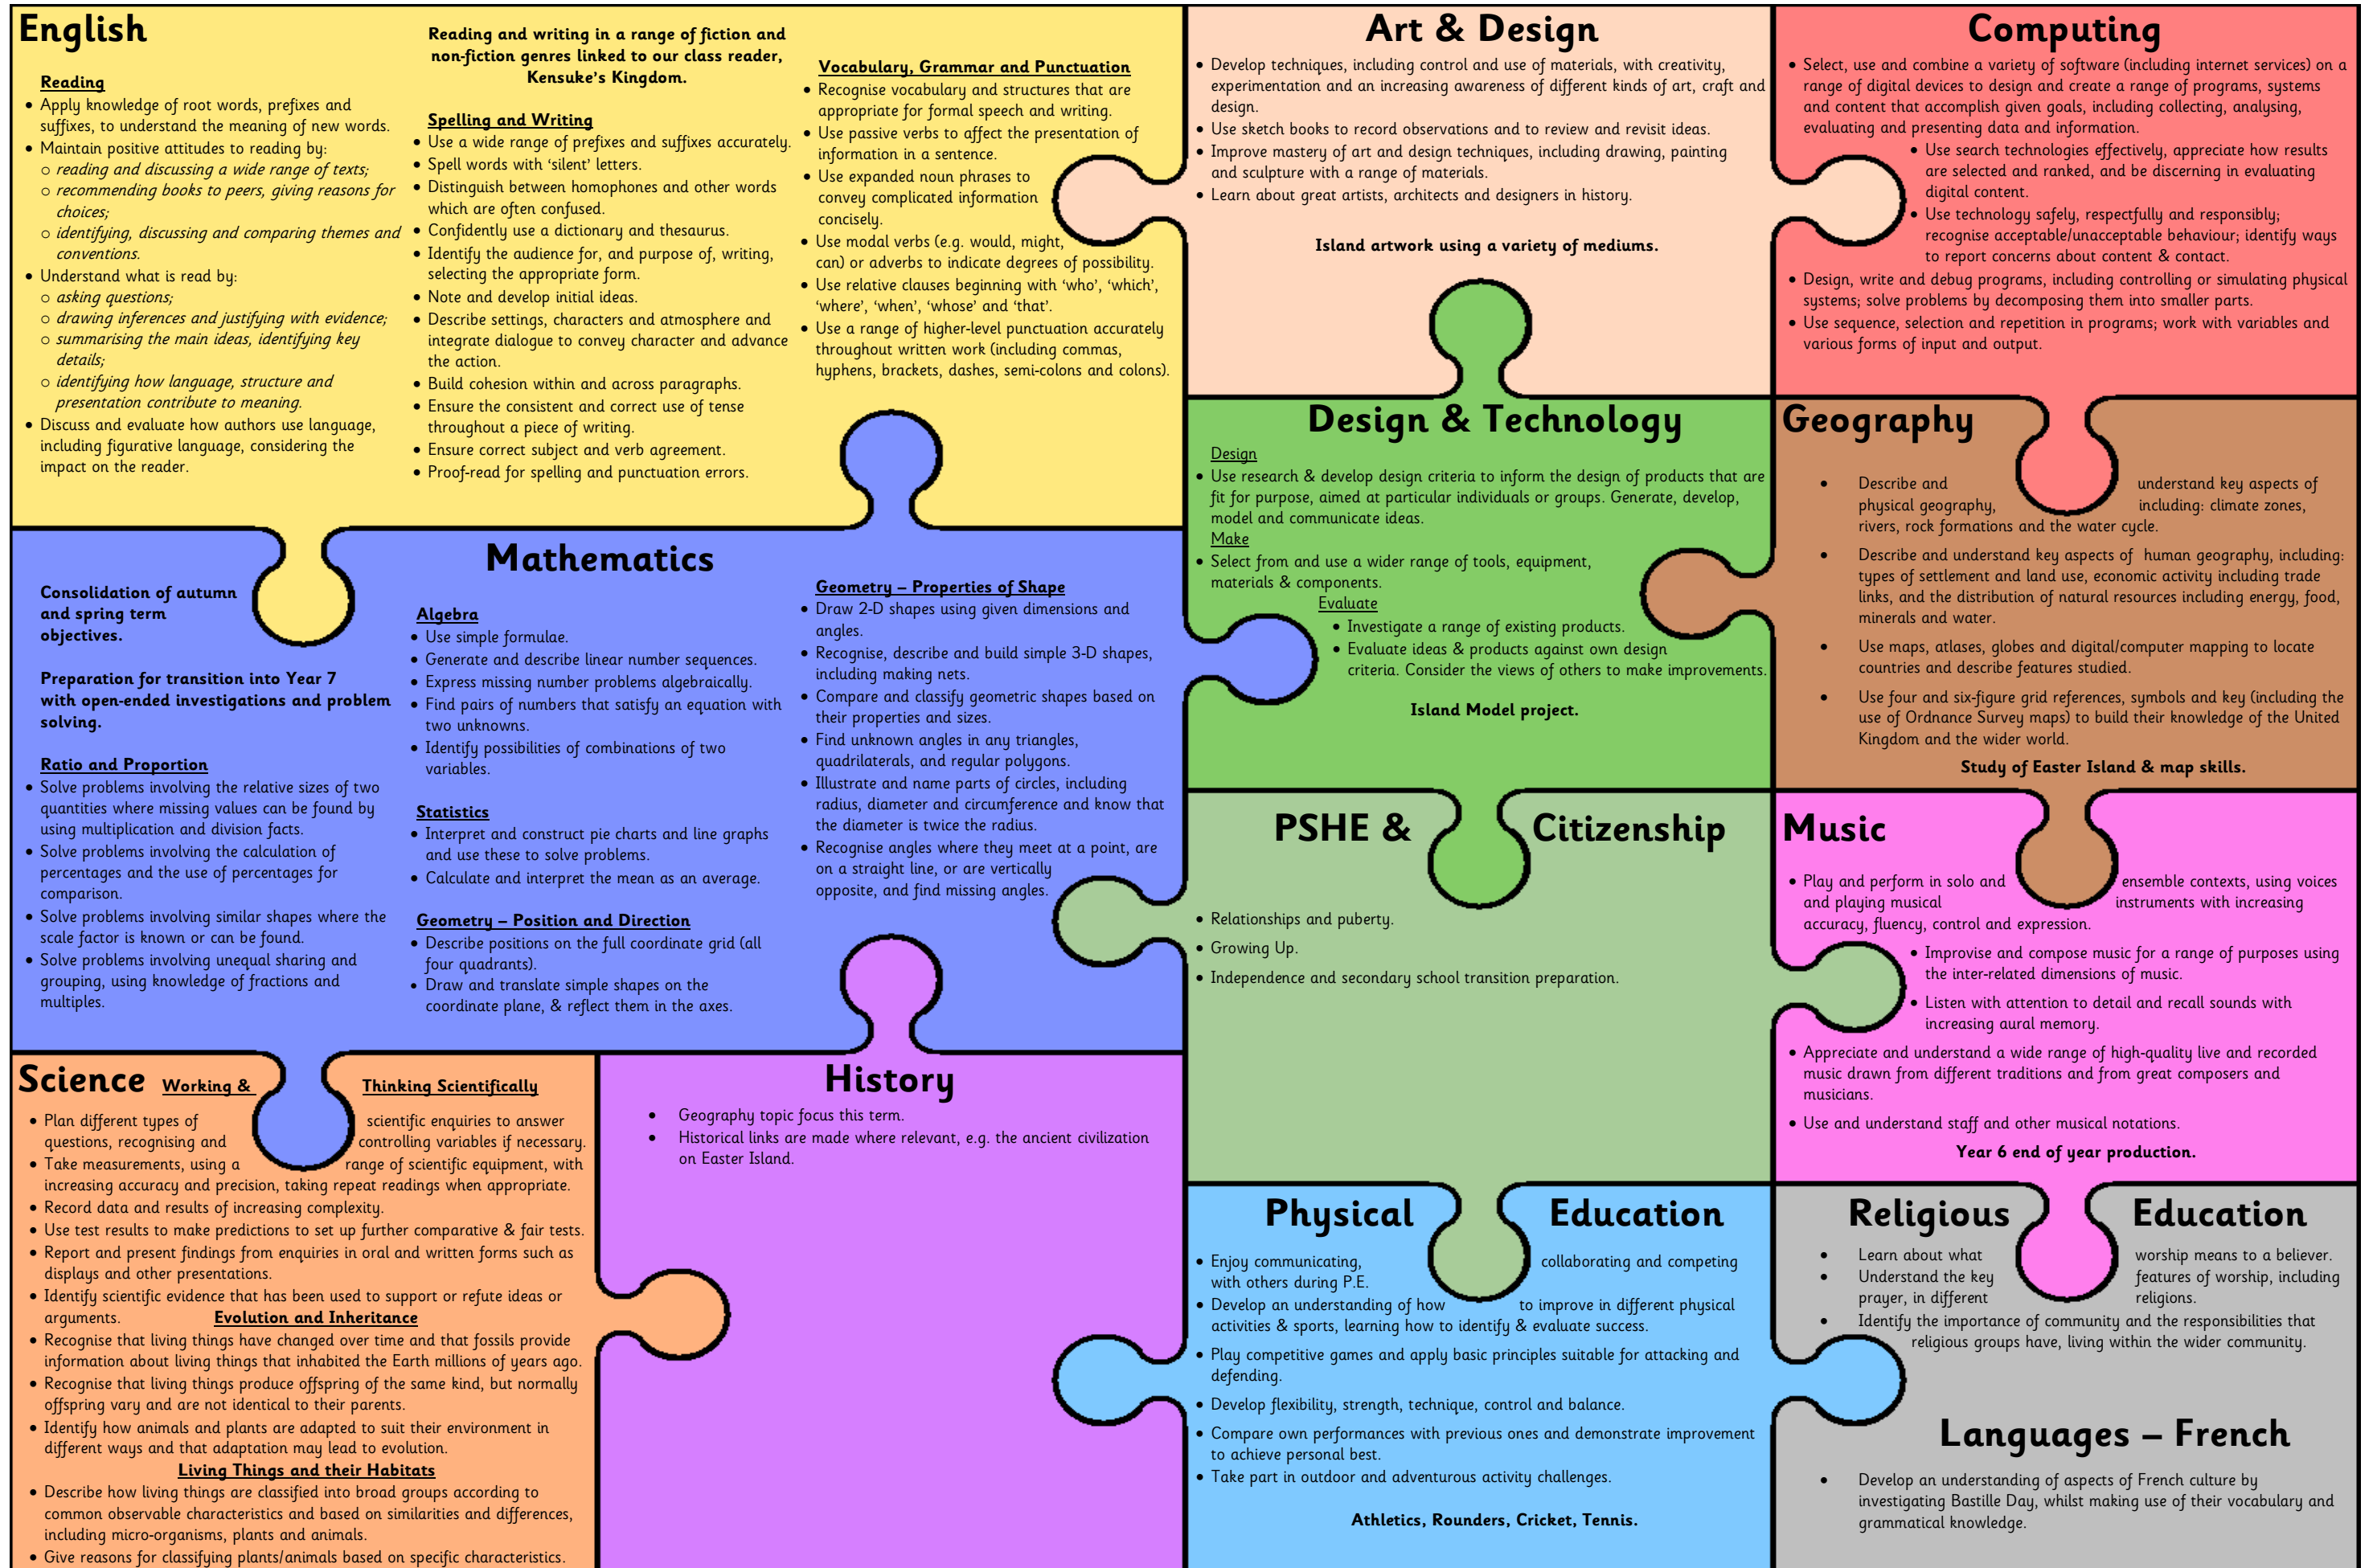 English
Reading
• Apply knowledge of root words, prefixes and
suffixes, to understand the meaning of new words.
• Maintain positive attitudes to reading by:
o reading and discussing a wide range of texts;
o recommending books to peers, giving reasons for
choices;
o identifying, discussing and comparing themes and
conventions.
• Understand what is read by:
o asking questions;
o drawing inferences and justifying with evidence;
o summarising the main ideas, identifying key
details;
o identifying how language, structure and
presentation contribute to meaning.
• Discuss and evaluate how authors use language,
including figurative language, considering the
impact on the reader.
Reading and writing in a range of fiction and
non-fiction genres linked to our class reader,
Kensuke's Kingdom.
Spelling and Writing
• Use a wide range of prefixes and suffixes accurately.
• Spell words with 'silent' letters.
• Distinguish between homophones and other words
which are often confused.
• Confidently use a dictionary and thesaurus.
• Identify the audience for, and purpose of, writing,
selecting the appropriate form.
• Note and develop initial ideas.
• Describe settings, characters and atmosphere and
integrate dialogue to convey character and advance
the action.
• Build cohesion within and across paragraphs.
• Ensure the consistent and correct use of tense
throughout a piece of writing.
• Ensure correct subject and verb agreement.
• Proof-read for spelling and punctuation errors.
Vocabulary, Grammar and Punctuation
• Recognise vocabulary and structures that are
appropriate for formal speech and writing.
• Use passive verbs to affect the presentation of
information in a sentence.
• Use expanded noun phrases to
convey complicated information
concisely.
• Use modal verbs (e.g. would, might,
can) or adverbs to indicate degrees of possibility.
• Use relative clauses beginning with 'who', 'which',
'where', 'when', 'whose' and 'that'.
• Use a range of higher-level punctuation accurately
throughout written work (including commas,
hyphens, brackets, dashes, semi-colons and colons).
Art & Design
• Develop techniques, including control and use of materials, with creativity,
experimentation and an increasing awareness of different kinds of art, craft and
design.
• Use sketch books to record observations and to review and revisit ideas.
• Improve mastery of art and design techniques, including drawing, painting
and sculpture with a range of materials.
• Learn about great artists, architects and designers in history.
Island artwork using a variety of mediums.
Computing
• Select, use and combine a variety of software (including internet services) on a
range of digital devices to design and create a range of programs, systems
and content that accomplish given goals, including collecting, analysing,
evaluating and presenting data and information.
• Use search technologies effectively, appreciate how results
are selected and ranked, and be discerning in evaluating
digital content.
• Use technology safely, respectfully and responsibly;
recognise acceptable/unacceptable behaviour; identify ways
to report concerns about content & contact.
• Design, write and debug programs, including controlling or simulating physical
systems; solve problems by decomposing them into smaller parts.
• Use sequence, selection and repetition in programs; work with variables and
various forms of input and output.
Mathematics
Consolidation of autumn
and spring term
objectives.
Preparation for transition into Year 7
with open-ended investigations and problem
solving.
Ratio and Proportion
• Solve problems involving the relative sizes of two
quantities where missing values can be found by
using multiplication and division facts.
• Solve problems involving the calculation of
percentages and the use of percentages for
comparison.
• Solve problems involving similar shapes where the
scale factor is known or can be found.
• Solve problems involving unequal sharing and
grouping, using knowledge of fractions and
multiples.
Algebra
• Use simple formulae.
• Generate and describe linear number sequences.
• Express missing number problems algebraically.
• Find pairs of numbers that satisfy an equation with
two unknowns.
• Identify possibilities of combinations of two
variables.
Statistics
• Interpret and construct pie charts and line graphs
and use these to solve problems.
• Calculate and interpret the mean as an average.
Geometry – Position and Direction
• Describe positions on the full coordinate grid (all
four quadrants).
• Draw and translate simple shapes on the
coordinate plane, & reflect them in the axes.
Geometry – Properties of Shape
• Draw 2-D shapes using given dimensions and
angles.
• Recognise, describe and build simple 3-D shapes,
including making nets.
• Compare and classify geometric shapes based on
their properties and sizes.
• Find unknown angles in any triangles,
quadrilaterals, and regular polygons.
• Illustrate and name parts of circles, including
radius, diameter and circumference and know that
the diameter is twice the radius.
• Recognise angles where they meet at a point, are
on a straight line, or are vertically
opposite, and find missing angles.
Design & Technology
Design
• Use research & develop design criteria to inform the design of products that are
fit for purpose, aimed at particular individuals or groups. Generate, develop,
model and communicate ideas.
Make
• Select from and use a wider range of tools, equipment,
materials & components.
Evaluate
• Investigate a range of existing products.
• Evaluate ideas & products against own design
criteria. Consider the views of others to make improvements.
Island Model project.
Geography
• Describe and understand key aspects of
physical geography, including: climate zones,
rivers, rock formations and the water cycle.
• Describe and understand key aspects of human geography, including:
types of settlement and land use, economic activity including trade
links, and the distribution of natural resources including energy, food,
minerals and water.
• Use maps, atlases, globes and digital/computer mapping to locate
countries and describe features studied.
• Use four and six-figure grid references, symbols and key (including the
use of Ordnance Survey maps) to build their knowledge of the United
Kingdom and the wider world.
Study of Easter Island & map skills.
PSHE & Citizenship
• Relationships and puberty.
• Growing Up.
• Independence and secondary school transition preparation.
Music
• Play and perform in solo and ensemble contexts, using voices
and playing musical instruments with increasing
accuracy, fluency, control and expression.
• Improvise and compose music for a range of purposes using
the inter-related dimensions of music.
• Listen with attention to detail and recall sounds with
increasing aural memory.
• Appreciate and understand a wide range of high-quality live and recorded
music drawn from different traditions and from great composers and
musicians.
• Use and understand staff and other musical notations.
Year 6 end of year production.
Science Working & Thinking Scientifically
• Plan different types of scientific enquiries to answer
questions, recognising and controlling variables if necessary.
• Take measurements, using a range of scientific equipment, with
increasing accuracy and precision, taking repeat readings when appropriate.
• Record data and results of increasing complexity.
• Use test results to make predictions to set up further comparative & fair tests.
• Report and present findings from enquiries in oral and written forms such as
displays and other presentations.
• Identify scientific evidence that has been used to support or refute ideas or
arguments.
Evolution and Inheritance
• Recognise that living things have changed over time and that fossils provide
information about living things that inhabited the Earth millions of years ago.
• Recognise that living things produce offspring of the same kind, but normally
offspring vary and are not identical to their parents.
• Identify how animals and plants are adapted to suit their environment in
different ways and that adaptation may lead to evolution.
Living Things and their Habitats
• Describe how living things are classified into broad groups according to
common observable characteristics and based on similarities and differences,
including micro-organisms, plants and animals.
• Give reasons for classifying plants/animals based on specific characteristics.
History
• Geography topic focus this term.
• Historical links are made where relevant, e.g. the ancient civilization
on Easter Island.
Physical Education
• Enjoy communicating, collaborating and competing
with others during P.E.
• Develop an understanding of how to improve in different physical
activities & sports, learning how to identify & evaluate success.
• Play competitive games and apply basic principles suitable for attacking and
defending.
• Develop flexibility, strength, technique, control and balance.
• Compare own performances with previous ones and demonstrate improvement
to achieve personal best.
• Take part in outdoor and adventurous activity challenges.
Athletics, Rounders, Cricket, Tennis.
Religious Education
• Learn about what worship means to a believer.
• Understand the key features of worship, including
prayer, in different religions.
• Identify the importance of community and the responsibilities that
religious groups have, living within the wider community.
Languages – French
• Develop an understanding of aspects of French culture by
investigating Bastille Day, whilst making use of their vocabulary and
grammatical knowledge.